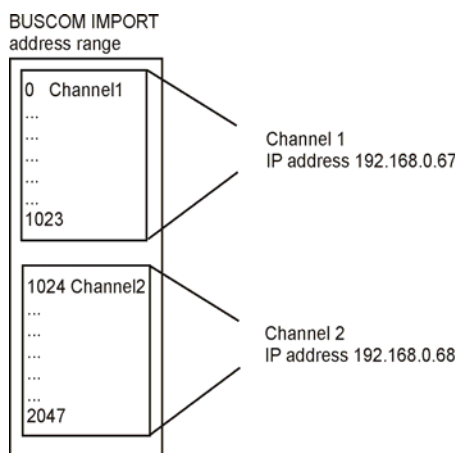 BUSCOM IMPORT
address range
0 Channel1
...
...
...
...
...
1023
Channel 1
IP address 192.168.0.67
1024 Channel2
...
...
...
...
...
2047
Channel 2
IP address 192.168.0.68